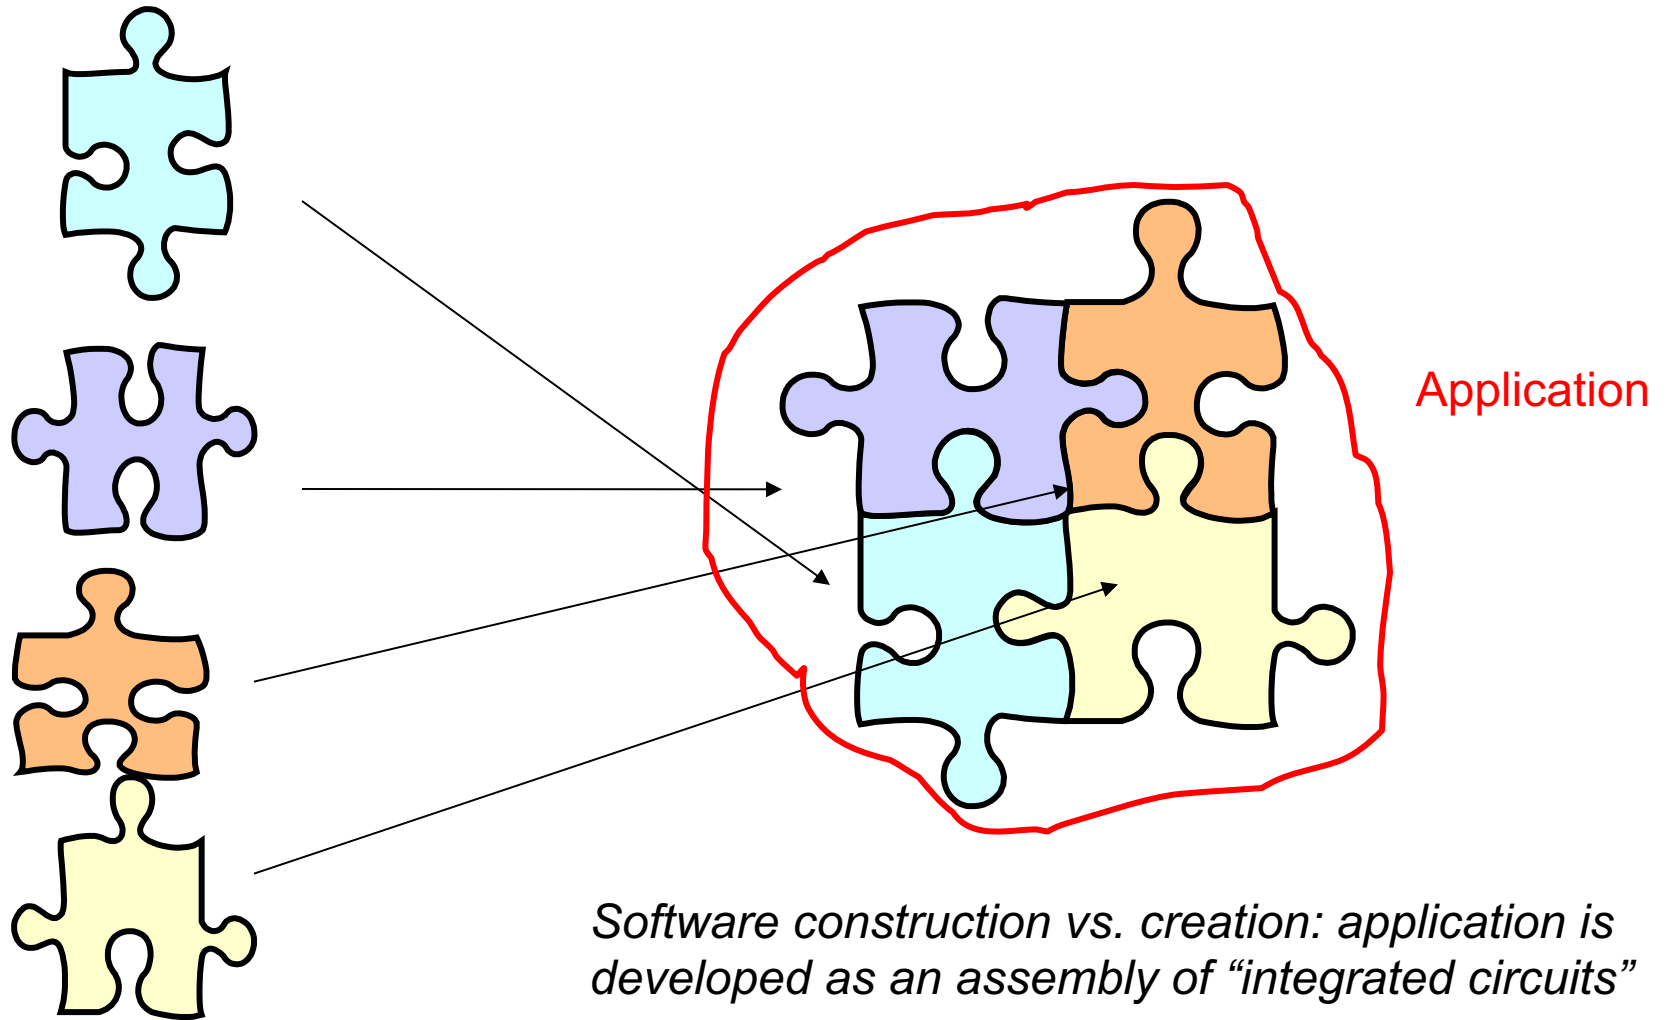 Application
Software construction vs. creation: application is
developed as an assembly of “integrated circuits”